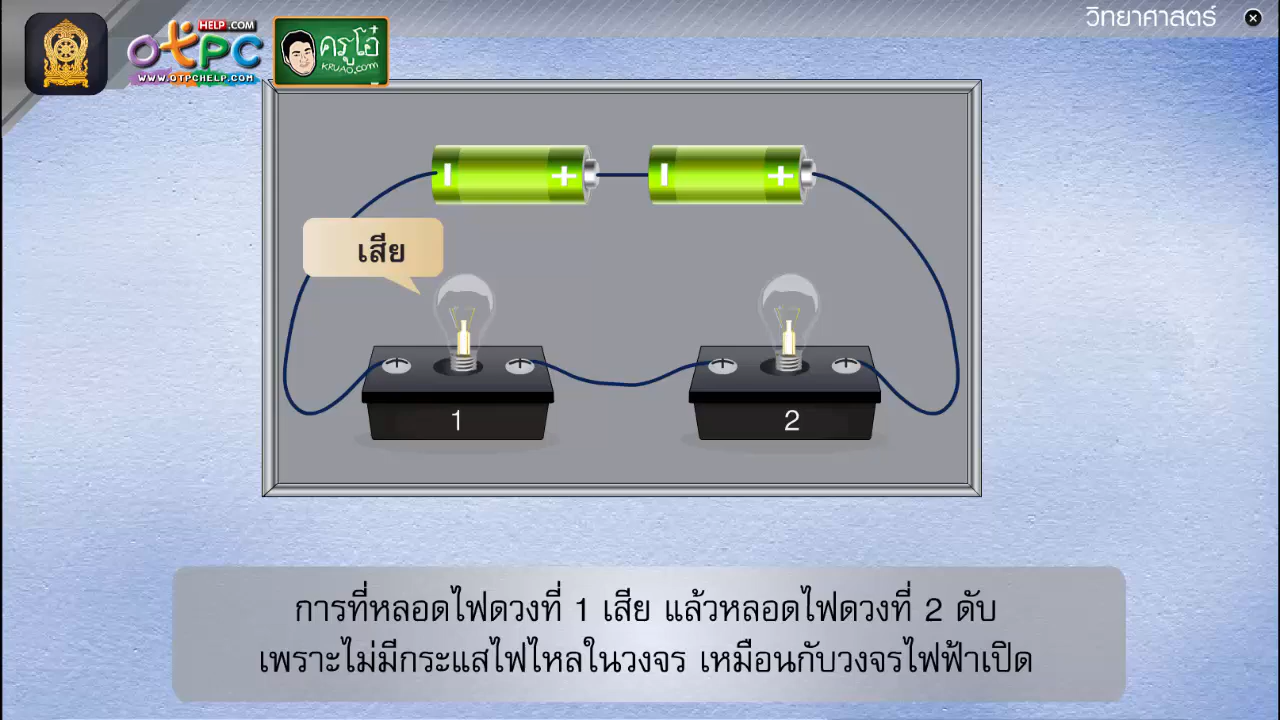 วิทยาศาสตร์
HELP.COM
OTPC
WWW.OTPCHELP.COM
ครูโอ๋
KRUAO.com
เสีย
1
2
การที่หลอดไฟดวงที่ 1 เสีย แล้วหลอดไฟดวงที่ 2 ดับ
เพราะไม่มีกระแสไฟไหลในวงจร เหมือนกับวงจรไฟฟ้าเปิด